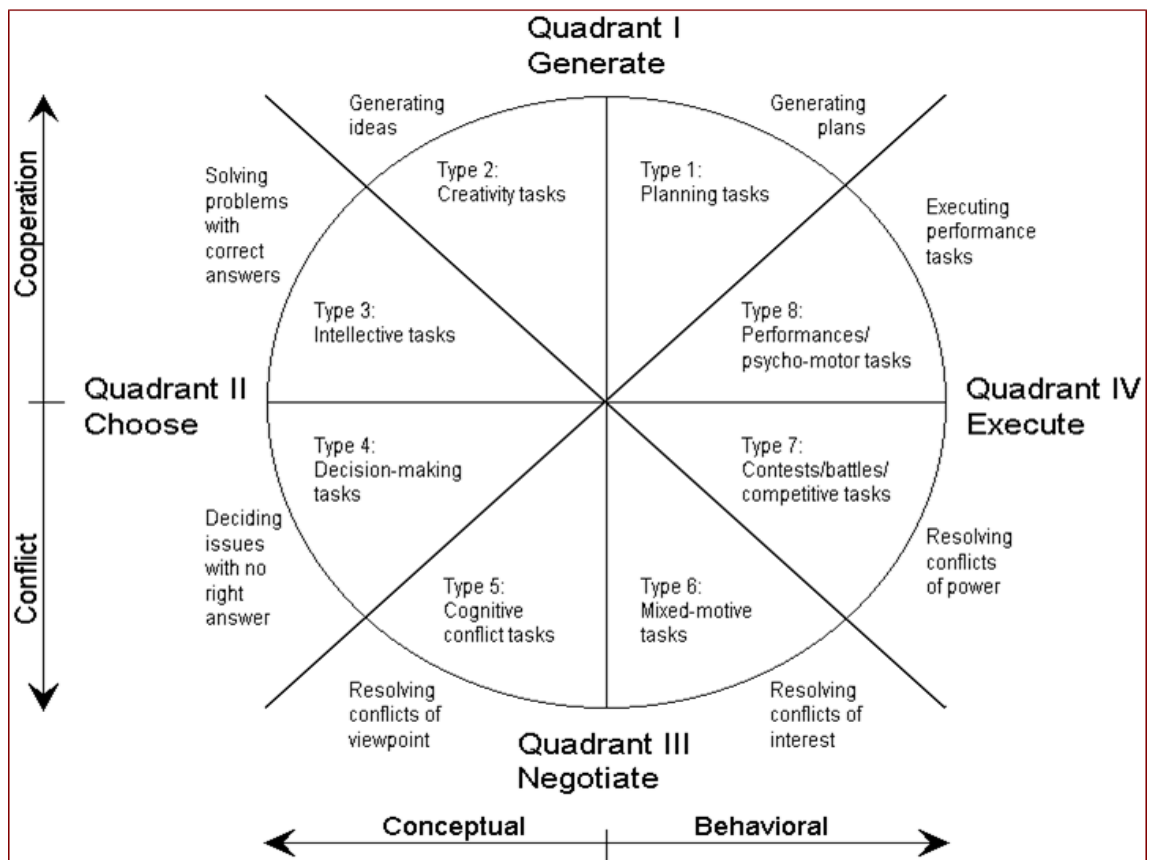 Quadrant I
Generate
Generating
ideas
Generating
plans
Type 2:
Creativity tasks
Type 1:
Planning tasks
Solving
problems
with
correct
answers
Executing
performance
tasks
Cooperation
Type 3:
Intellective tasks
Type 8:
Performances/
psycho-motor tasks
Quadrant II
Choose
Quadrant IV
Execute
Type 4:
Decision-making
tasks
Type 7:
Contests/battles/
competitive tasks
Conflict
Deciding
issues
with no
right
answer
Resolving
conflicts
of power
Type 5:
Cognitive
conflict tasks
Type 6:
Mixed-motive
tasks
Resolving
conflicts of
viewpoint
Resolving
conflicts of
interest
Quadrant III
Negotiate
Conceptual
Behavioral